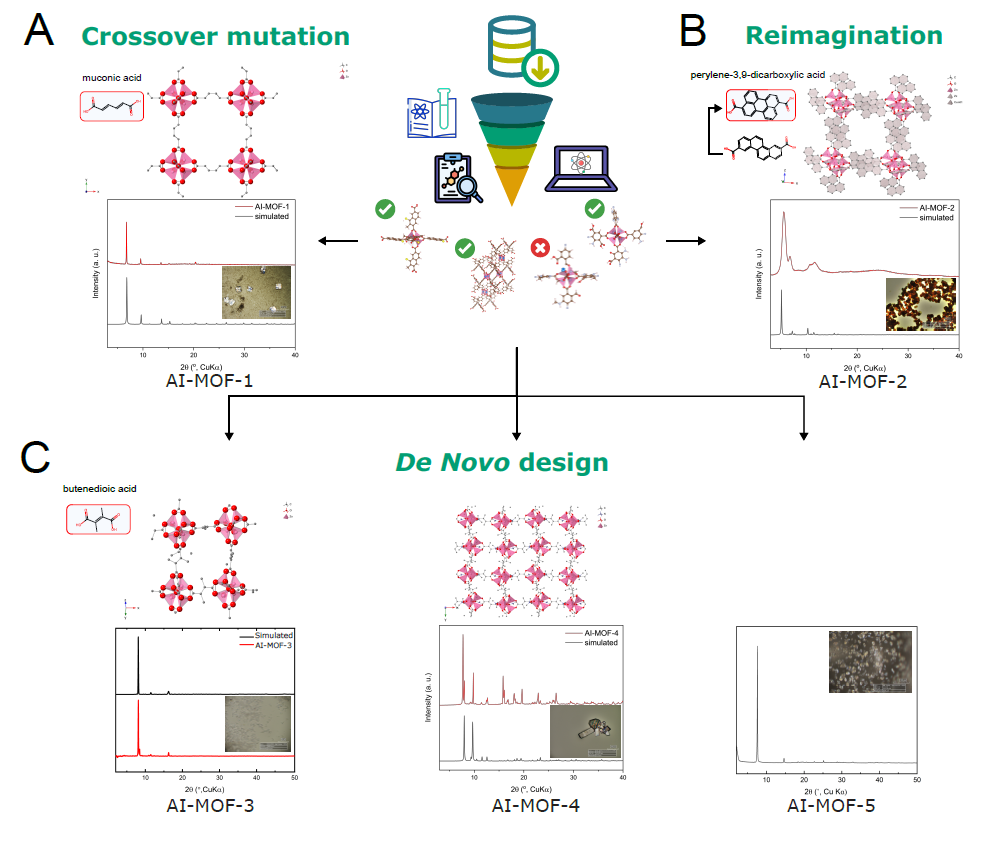 A
Crossover mutation
muconic acid
AI-MOF-1
simulated
Intensity (a. u.)
10
20
30
40
2θ (º, CuKα)
AI-MOF-1
B
Reimagination
perylene-3,9-dicarboxylic acid
AI-MOF-2
simulated
Intensity (a. u.)
10
20
30
40
2θ (º, CuKα)
AI-MOF-2
C
De Novo design
butenedioic acid
Simulated
AI-MOF-3
10
20
30
40
50
2θ (°,CuKα)
AI-MOF-3
AI-MOF-4
simulated
Intensity (a. u.)
10
20
30
40
2θ (º, CuKα)
AI-MOF-4
10
20
30
40
50
2θ (°, Cu Kα)
AI-MOF-5